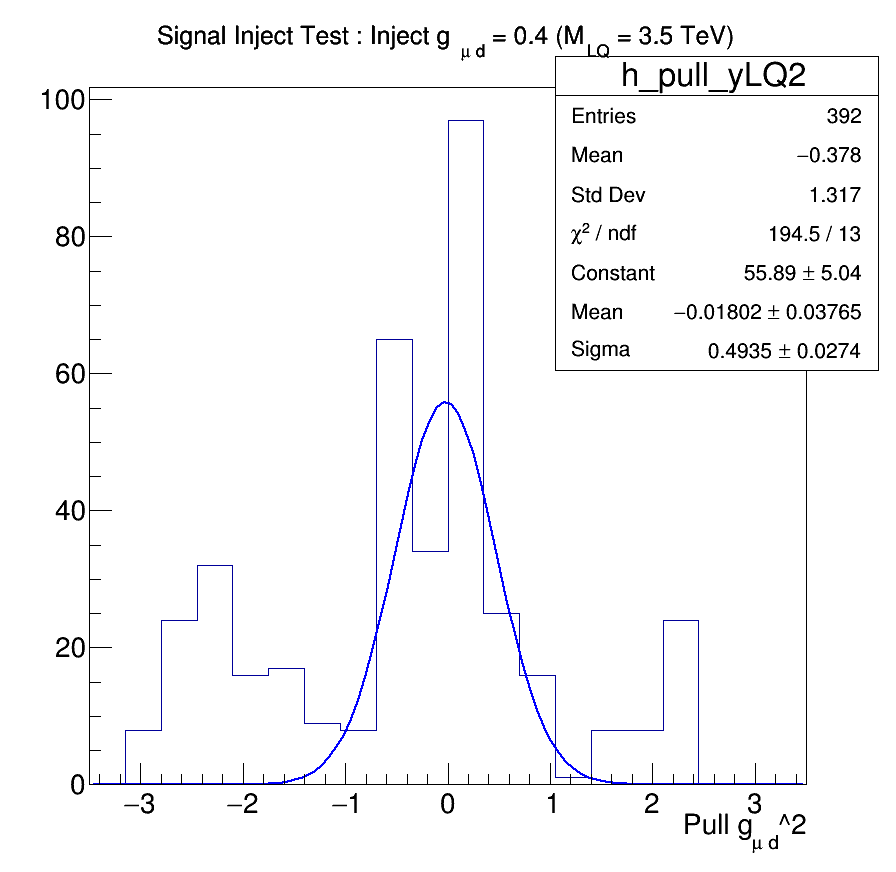 Signal Inject Test : Inject g μ d = 0.4 (M LQ = 3.5 TeV)
h_pull_yLQ2
Entries 392
Mean −0.378
Std Dev 1.317
χ² / ndf 194.5 / 13
Constant 55.89 ± 5.04
Mean −0.01802 ± 0.03765
Sigma 0.4935 ± 0.0274
100
80
60
40
20
0
−3 −2 −1 0 1 2 3
Pull g μ d ^2